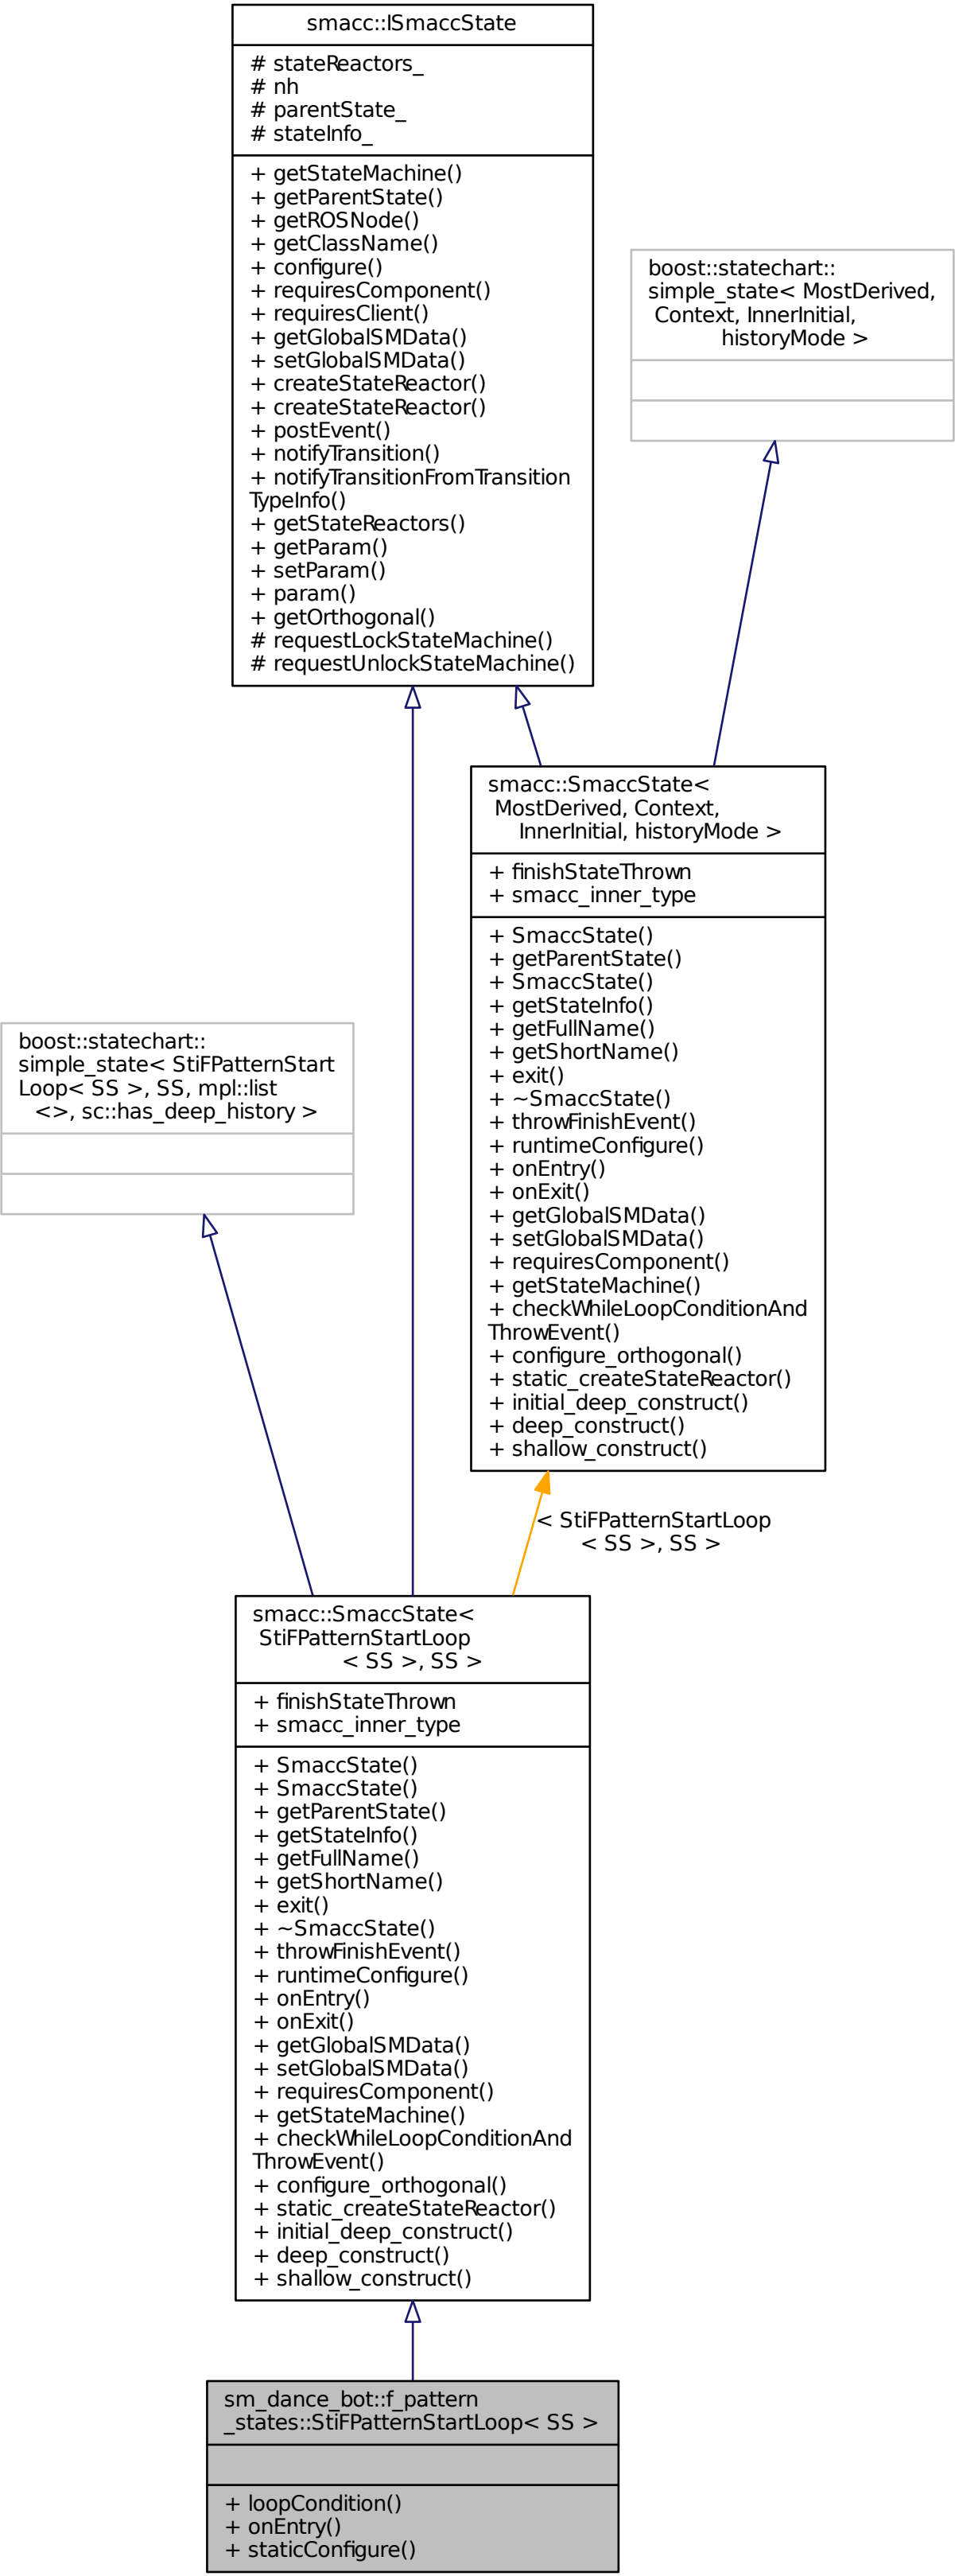 smacc::ISmaccState
# stateReactors_
# nh
# parentState_
# stateInfo_
+ getStateMachine()
+ getParentState()
+ getROSNode()
+ getClassName()
+ configure()
+ requiresComponent()
+ requiresClient()
+ getGlobalSMData()
+ setGlobalSMData()
+ createStateReactor()
+ createStateReactor()
+ postEvent()
+ notifyTransition()
+ notifyTransitionFromTransition
TypeInfo()
+ getStateReactors()
+ getParam()
+ setParam()
+ param()
+ getOrthogonal()
# requestLockStateMachine()
# requestUnlockStateMachine()
boost::statechart::
simple_state< MostDerived,
Context, InnerInitial,
historyMode >
smacc::SmaccState<
MostDerived, Context,
InnerInitial, historyMode >
+ finishStateThrown
+ smacc_inner_type
+ SmaccState()
+ getParentState()
+ SmaccState()
+ getStateInfo()
+ getFullName()
+ getShortName()
+ exit()
+ ~SmaccState()
+ throwFinishEvent()
+ runtimeConfigure()
+ onEntry()
+ onExit()
+ getGlobalSMData()
+ setGlobalSMData()
+ requiresComponent()
+ getStateMachine()
+ checkWhileLoopConditionAnd
ThrowEvent()
+ configure_orthogonal()
+ static_createStateReactor()
+ initial_deep_construct()
+ deep_construct()
+ shallow_construct()
boost::statechart::
simple_state< StiFPatternStart
Loop< SS >, SS, mpl::list
<>, sc::has_deep_history >
< StiFPatternStartLoop
< SS >, SS >
smacc::SmaccState<
StiFPatternStartLoop
< SS >, SS >
+ finishStateThrown
+ smacc_inner_type
+ SmaccState()
+ SmaccState()
+ getParentState()
+ getStateInfo()
+ getFullName()
+ getShortName()
+ exit()
+ ~SmaccState()
+ throwFinishEvent()
+ runtimeConfigure()
+ onEntry()
+ onExit()
+ getGlobalSMData()
+ setGlobalSMData()
+ requiresComponent()
+ getStateMachine()
+ checkWhileLoopConditionAnd
ThrowEvent()
+ configure_orthogonal()
+ static_createStateReactor()
+ initial_deep_construct()
+ deep_construct()
+ shallow_construct()
sm_dance_bot::f_pattern
_states::StiFPatternStartLoop< SS >
+ loopCondition()
+ onEntry()
+ staticConfigure()